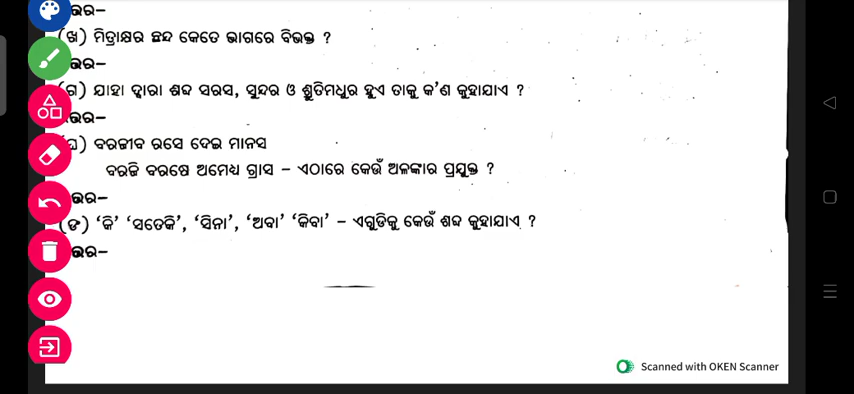 ଉତ୍ତର–
(ଖ) ମିତ୍ରାକ୍ଷର ଛନ୍ଦ କେତେ ଭାଗରେ ବିଭକ୍ତ ?
ଉତ୍ତର–
(ଗ) ଯାହା ଦ୍ୱାରା ଶବ୍ଦ ସରସ, ସୁନ୍ଦର ଓ ଶ୍ରୁତିମଧୁର ହୁଏ ତାକୁ କ’ଣ କୁହାଯାଏ ?
ଉତ୍ତର–
(ଘ) ବରଜୀବ ରସେ ଦେଇ ମାନସ
ବରଜି ବରଷେ ଅମେଧ ଗ୍ରାସ – ଏଠାରେ କେଉଁ ଅଳଙ୍କାର ପ୍ରଯୁକ୍ତ ?
ଉତ୍ତର–
(ଙ) ‘କି’ ‘ସତେକି’, ‘ସିନା’, ‘ଅବା’ ‘କିବା’ – ଏଗୁଡିକୁ କେଉଁ ଶବ୍ଦ କୁହାଯାଏ ?
ଉତ୍ତର–
Scanned with OKEN Scanner